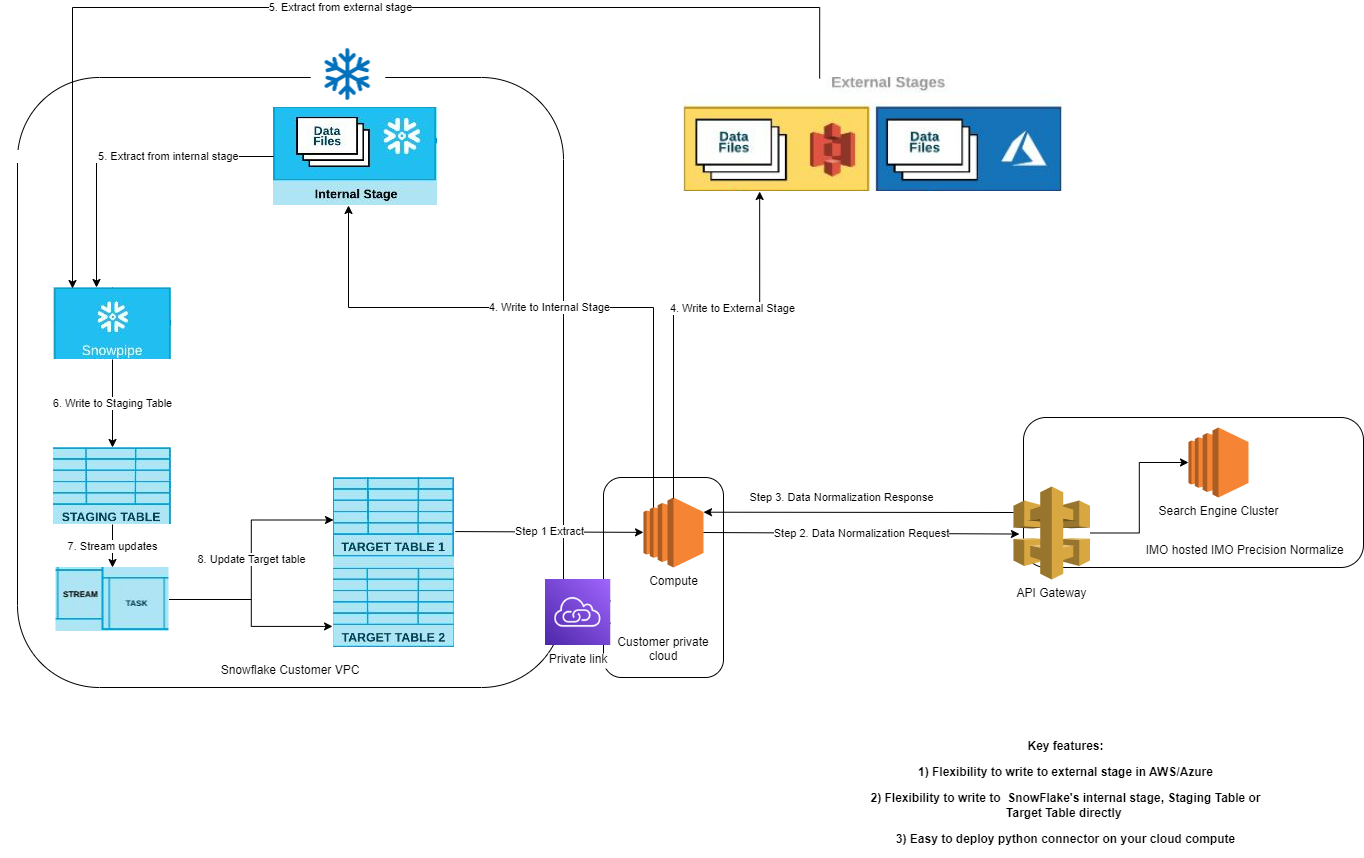 5. Extract from external stage
External Stages
Data
Files
Data
Files
Data
Files
5. Extract from internal stage
Internal Stage
4. Write to Internal Stage
4. Write to External Stage
Snowpipe
6. Write to Staging Table
STAGING TABLE
7. Stream updates
STREAM
TASK
8. Update Target table
TARGET TABLE 1
TARGET TABLE 2
Step 1 Extract
Compute
Step 3. Data Normalization Response
Step 2. Data Normalization Request
Search Engine Cluster
IMO hosted IMO Precision Normalize
API Gateway
Customer private
cloud
Private link
Snowflake Customer VPC
Key features:
1) Flexibility to write to external stage in AWS/Azure
2) Flexibility to write to  SnowFlake's internal stage, Staging Table or
Target Table directly
3) Easy to deploy python connector on your cloud compute